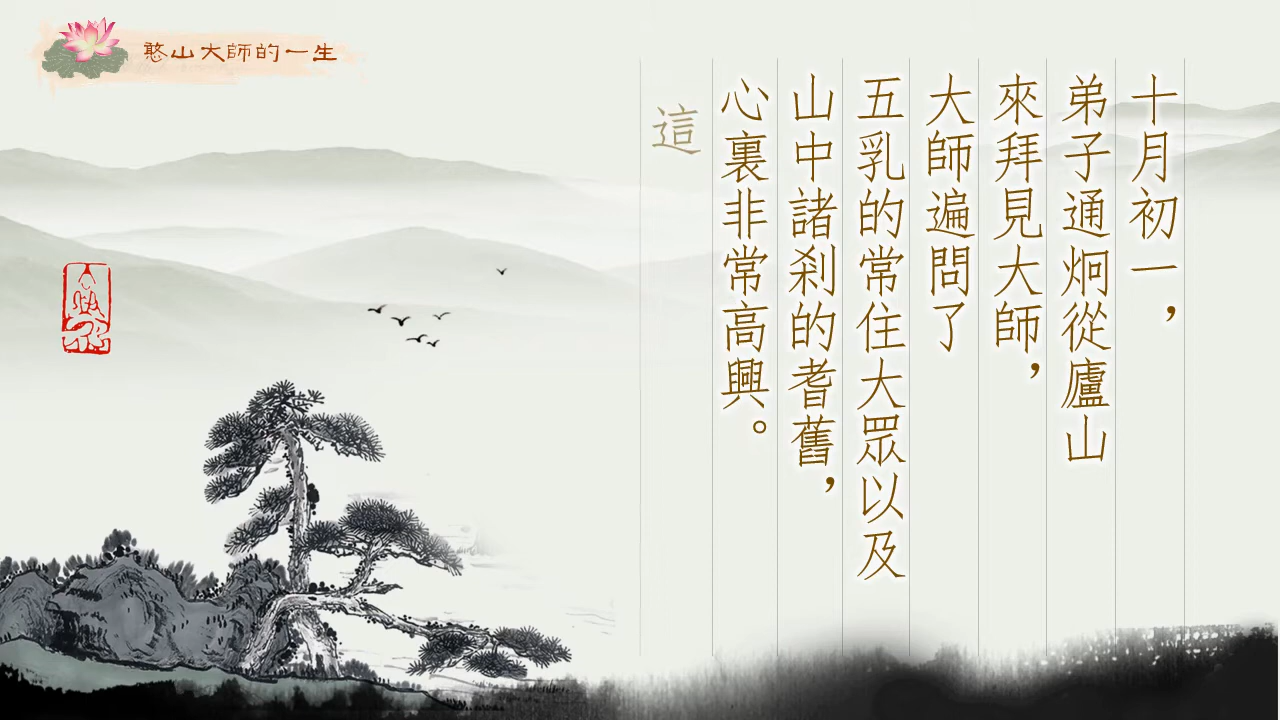 憨山大師的一生
十月初一，
弟子通炯從廬山
來拜見大師，
大師遍問了
五乳的常住大眾以及
山中諸剎的耆舊，
心裏非常高興。
這